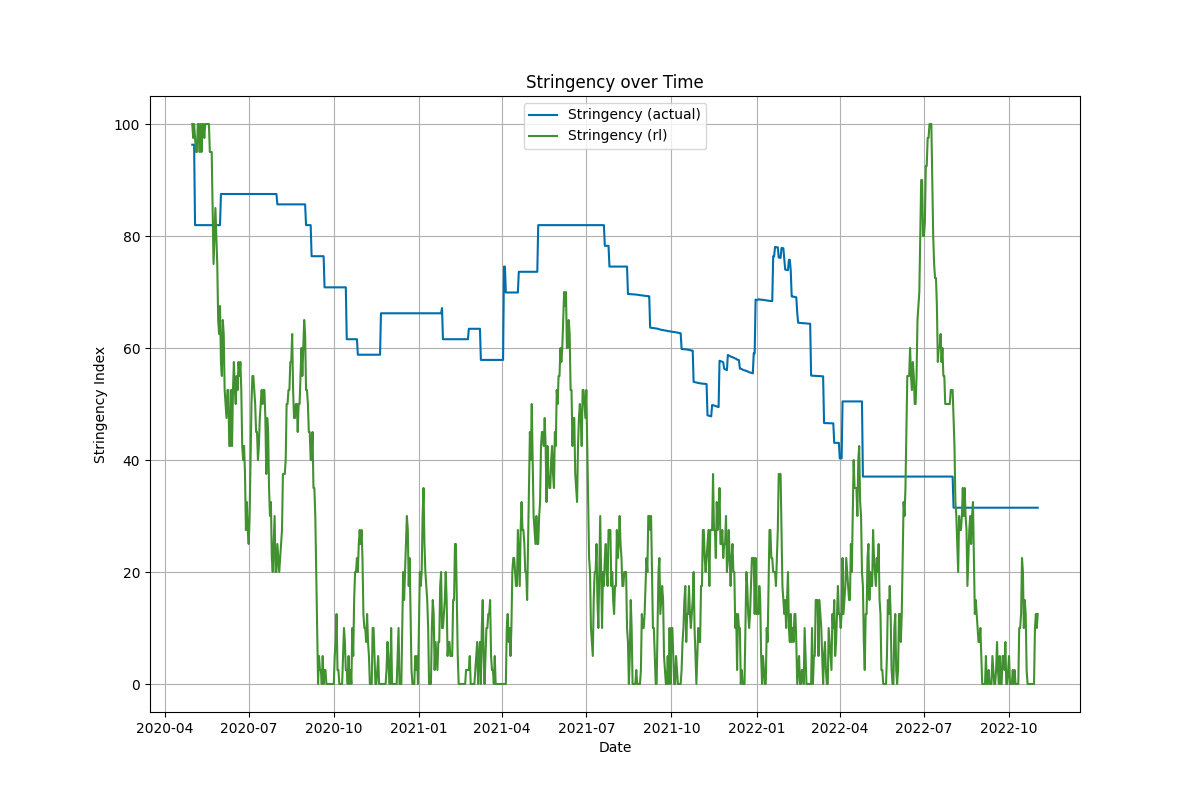 Stringency over Time
Stringency (actual)
Stringency (rl)
100
80
60
40
20
0
Stringency Index
2020-04 2020-07 2020-10 2021-01 2021-04 2021-07 2021-10 2022-01 2022-04 2022-07 2022-10
Date